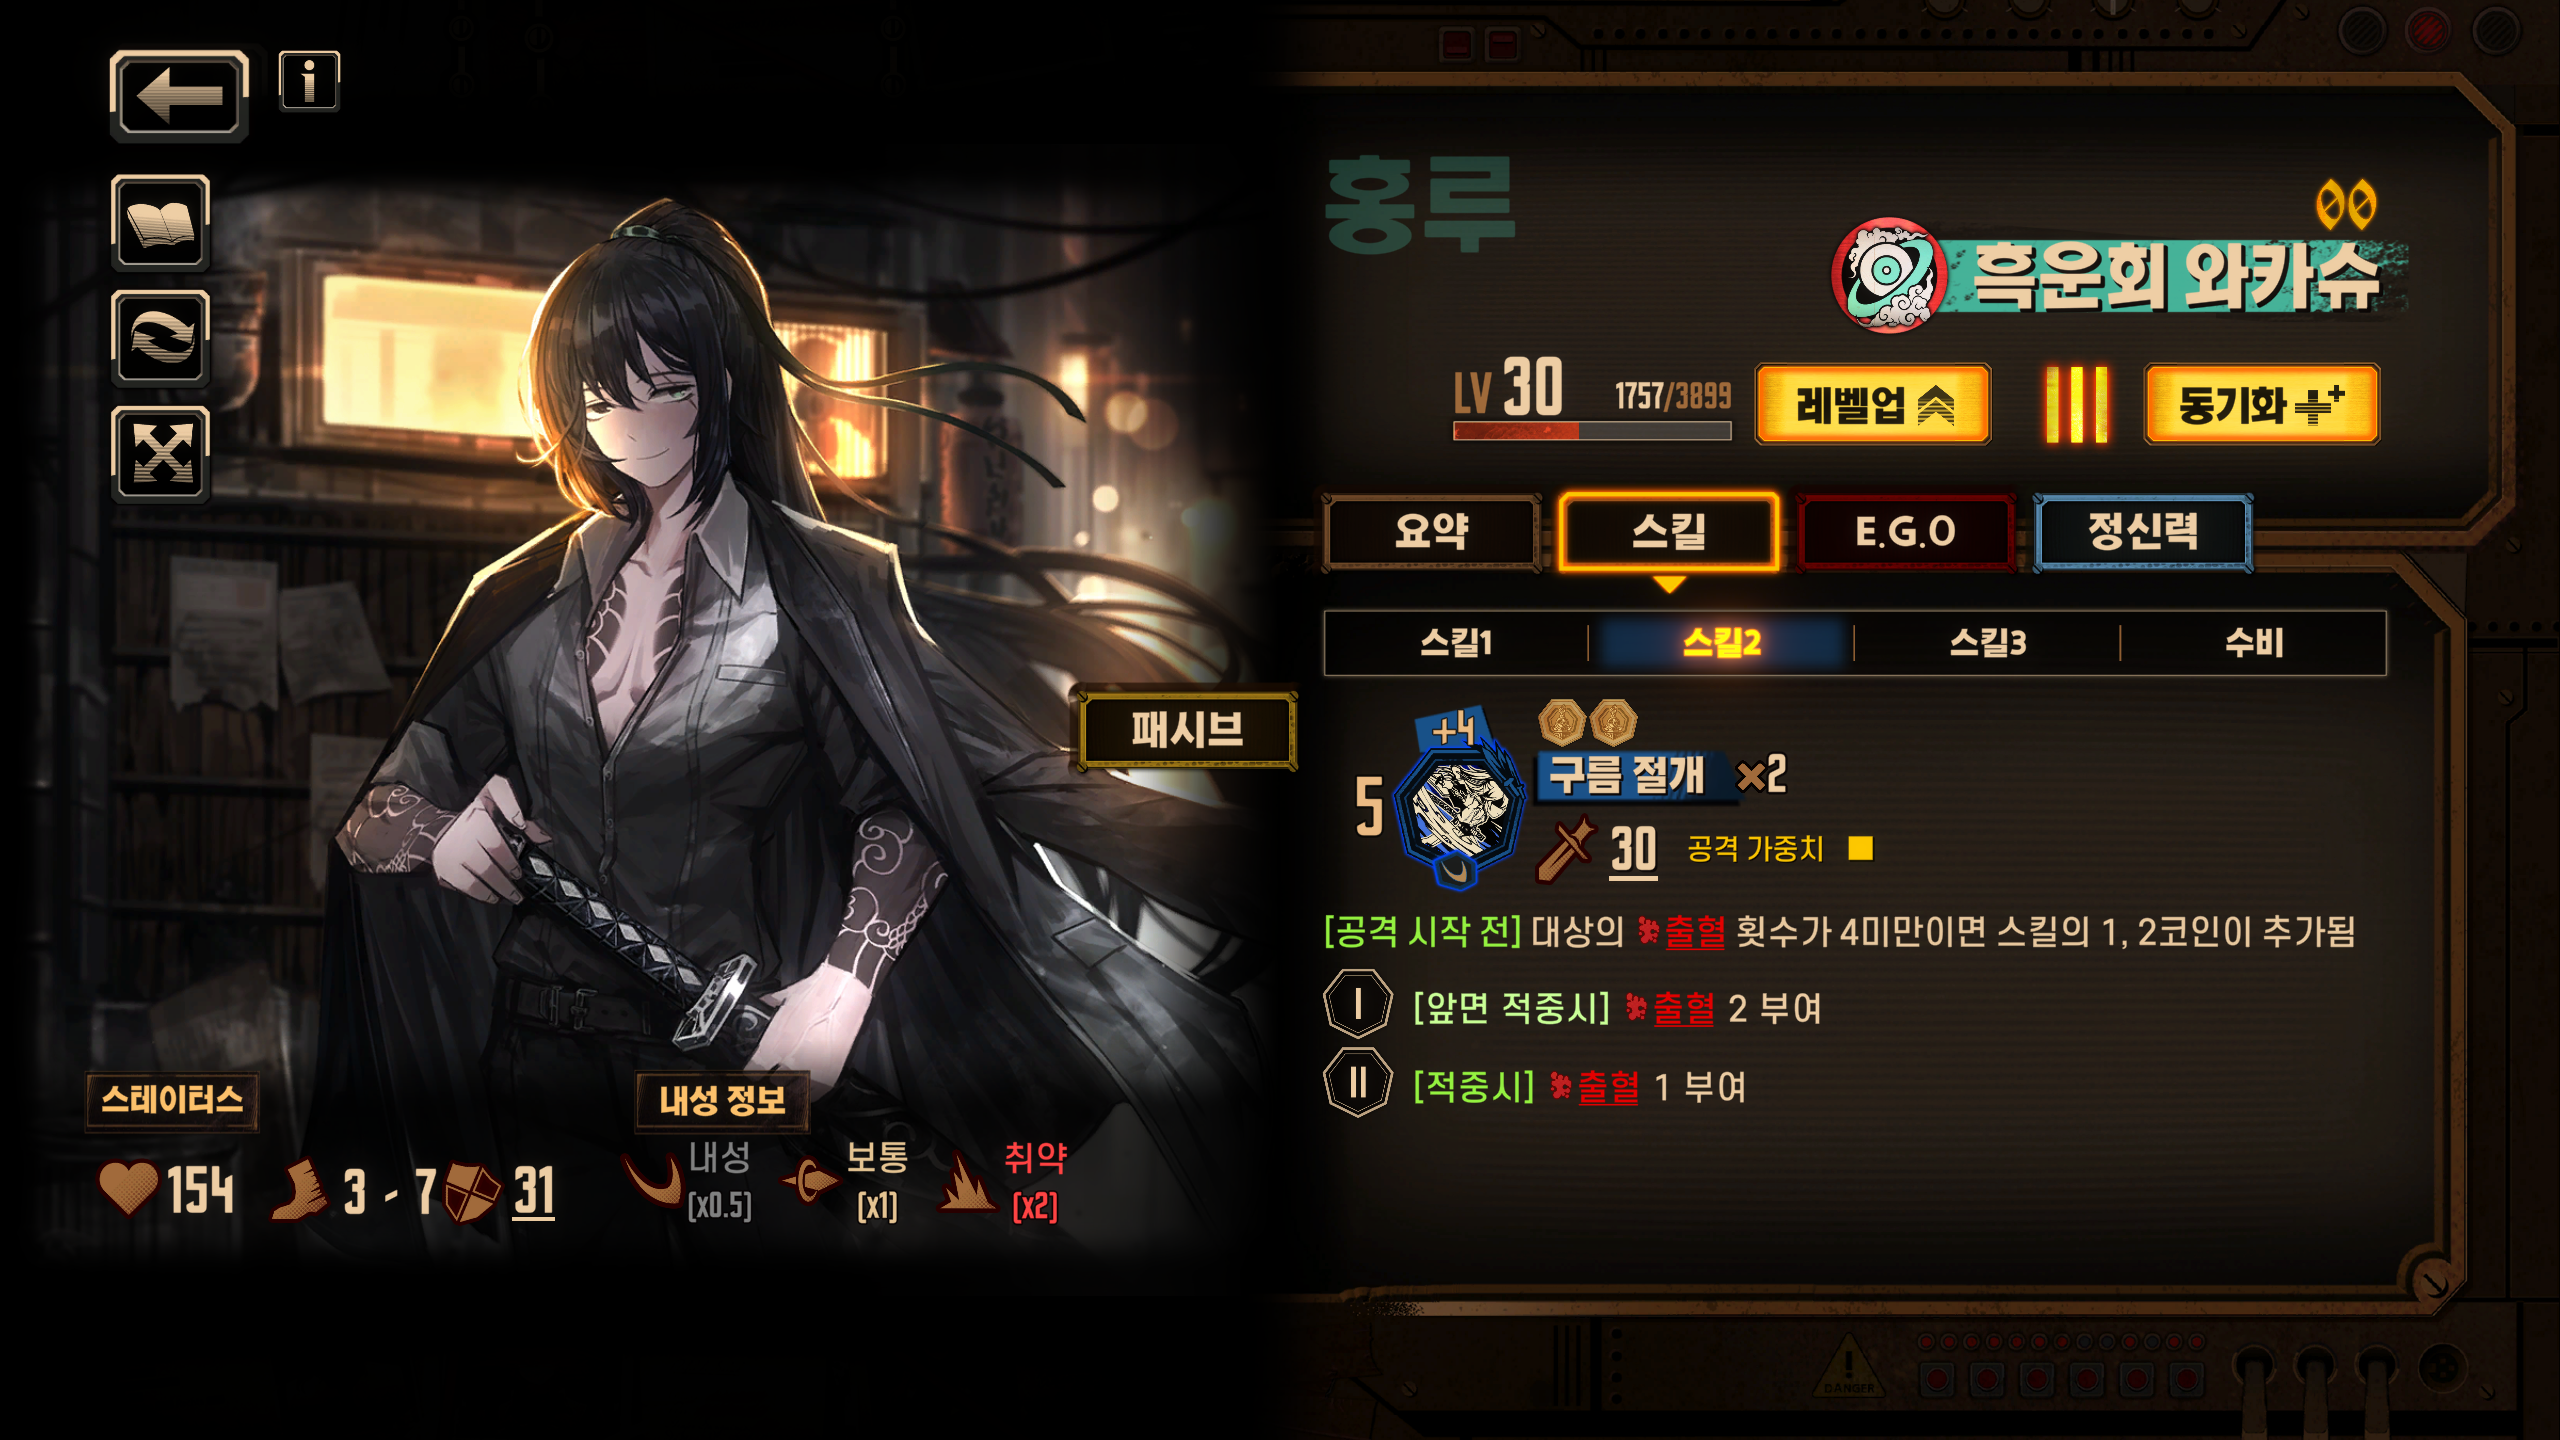 홍루
흑운회 와카슈
LV 30 1757/3899 레벨업 동기화
요약 스킬 E.G.O 정신력
스킬1 스킬2 스킬3 수비
패시브
+4
5
구름 절개 ×2
30 공격 가중치
[공격 시작 전] 대상의 출혈 횟수가 4미만이면 스킬의 1, 2코인이 추가됨
I [앞면 적중시] 출혈 2 부여
II [적중시] 출혈 1 부여
스테이터스
154 3 - 7 31
내성 정보
내성 보통 취약
[x0.5] [x1] [x2]
DANGER